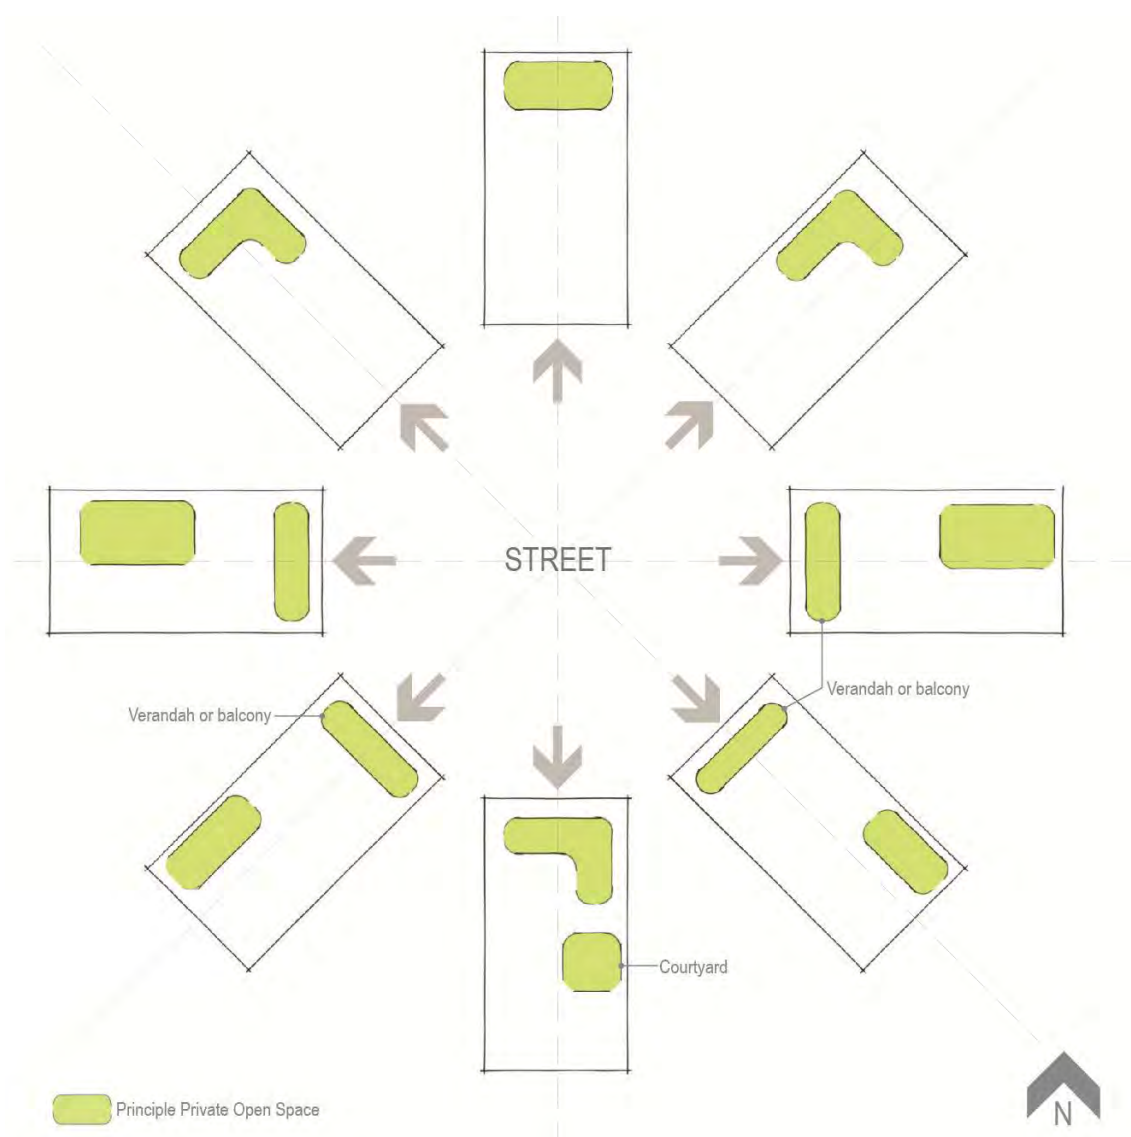 STREET
Verandah or balcony
Verandah or balcony
Courtyard
Principle Private Open Space
N